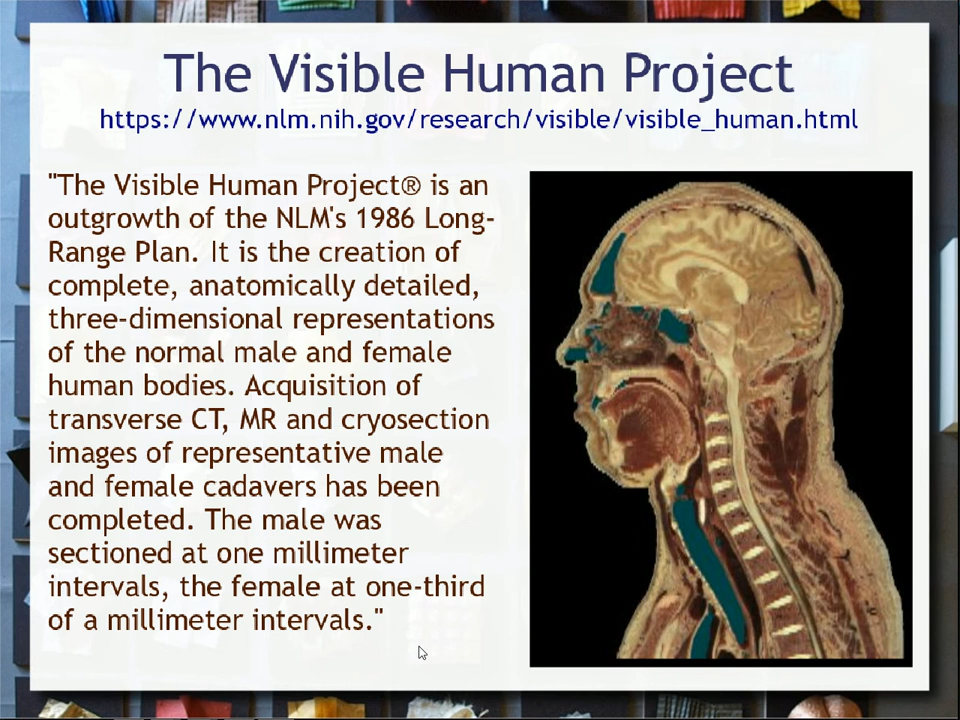 The Visible Human Project
https://www.nlm.nih.gov/research/visible/visible_human.html
"The Visible Human Project® is an
outgrowth of the NLM's 1986 Long-
Range Plan. It is the creation of
complete, anatomically detailed,
three-dimensional representations
of the normal male and female
human bodies. Acquisition of
transverse CT, MR and cryosection
images of representative male
and female cadavers has been
completed. The male was
sectioned at one millimeter
intervals, the female at one-third
of a millimeter intervals."